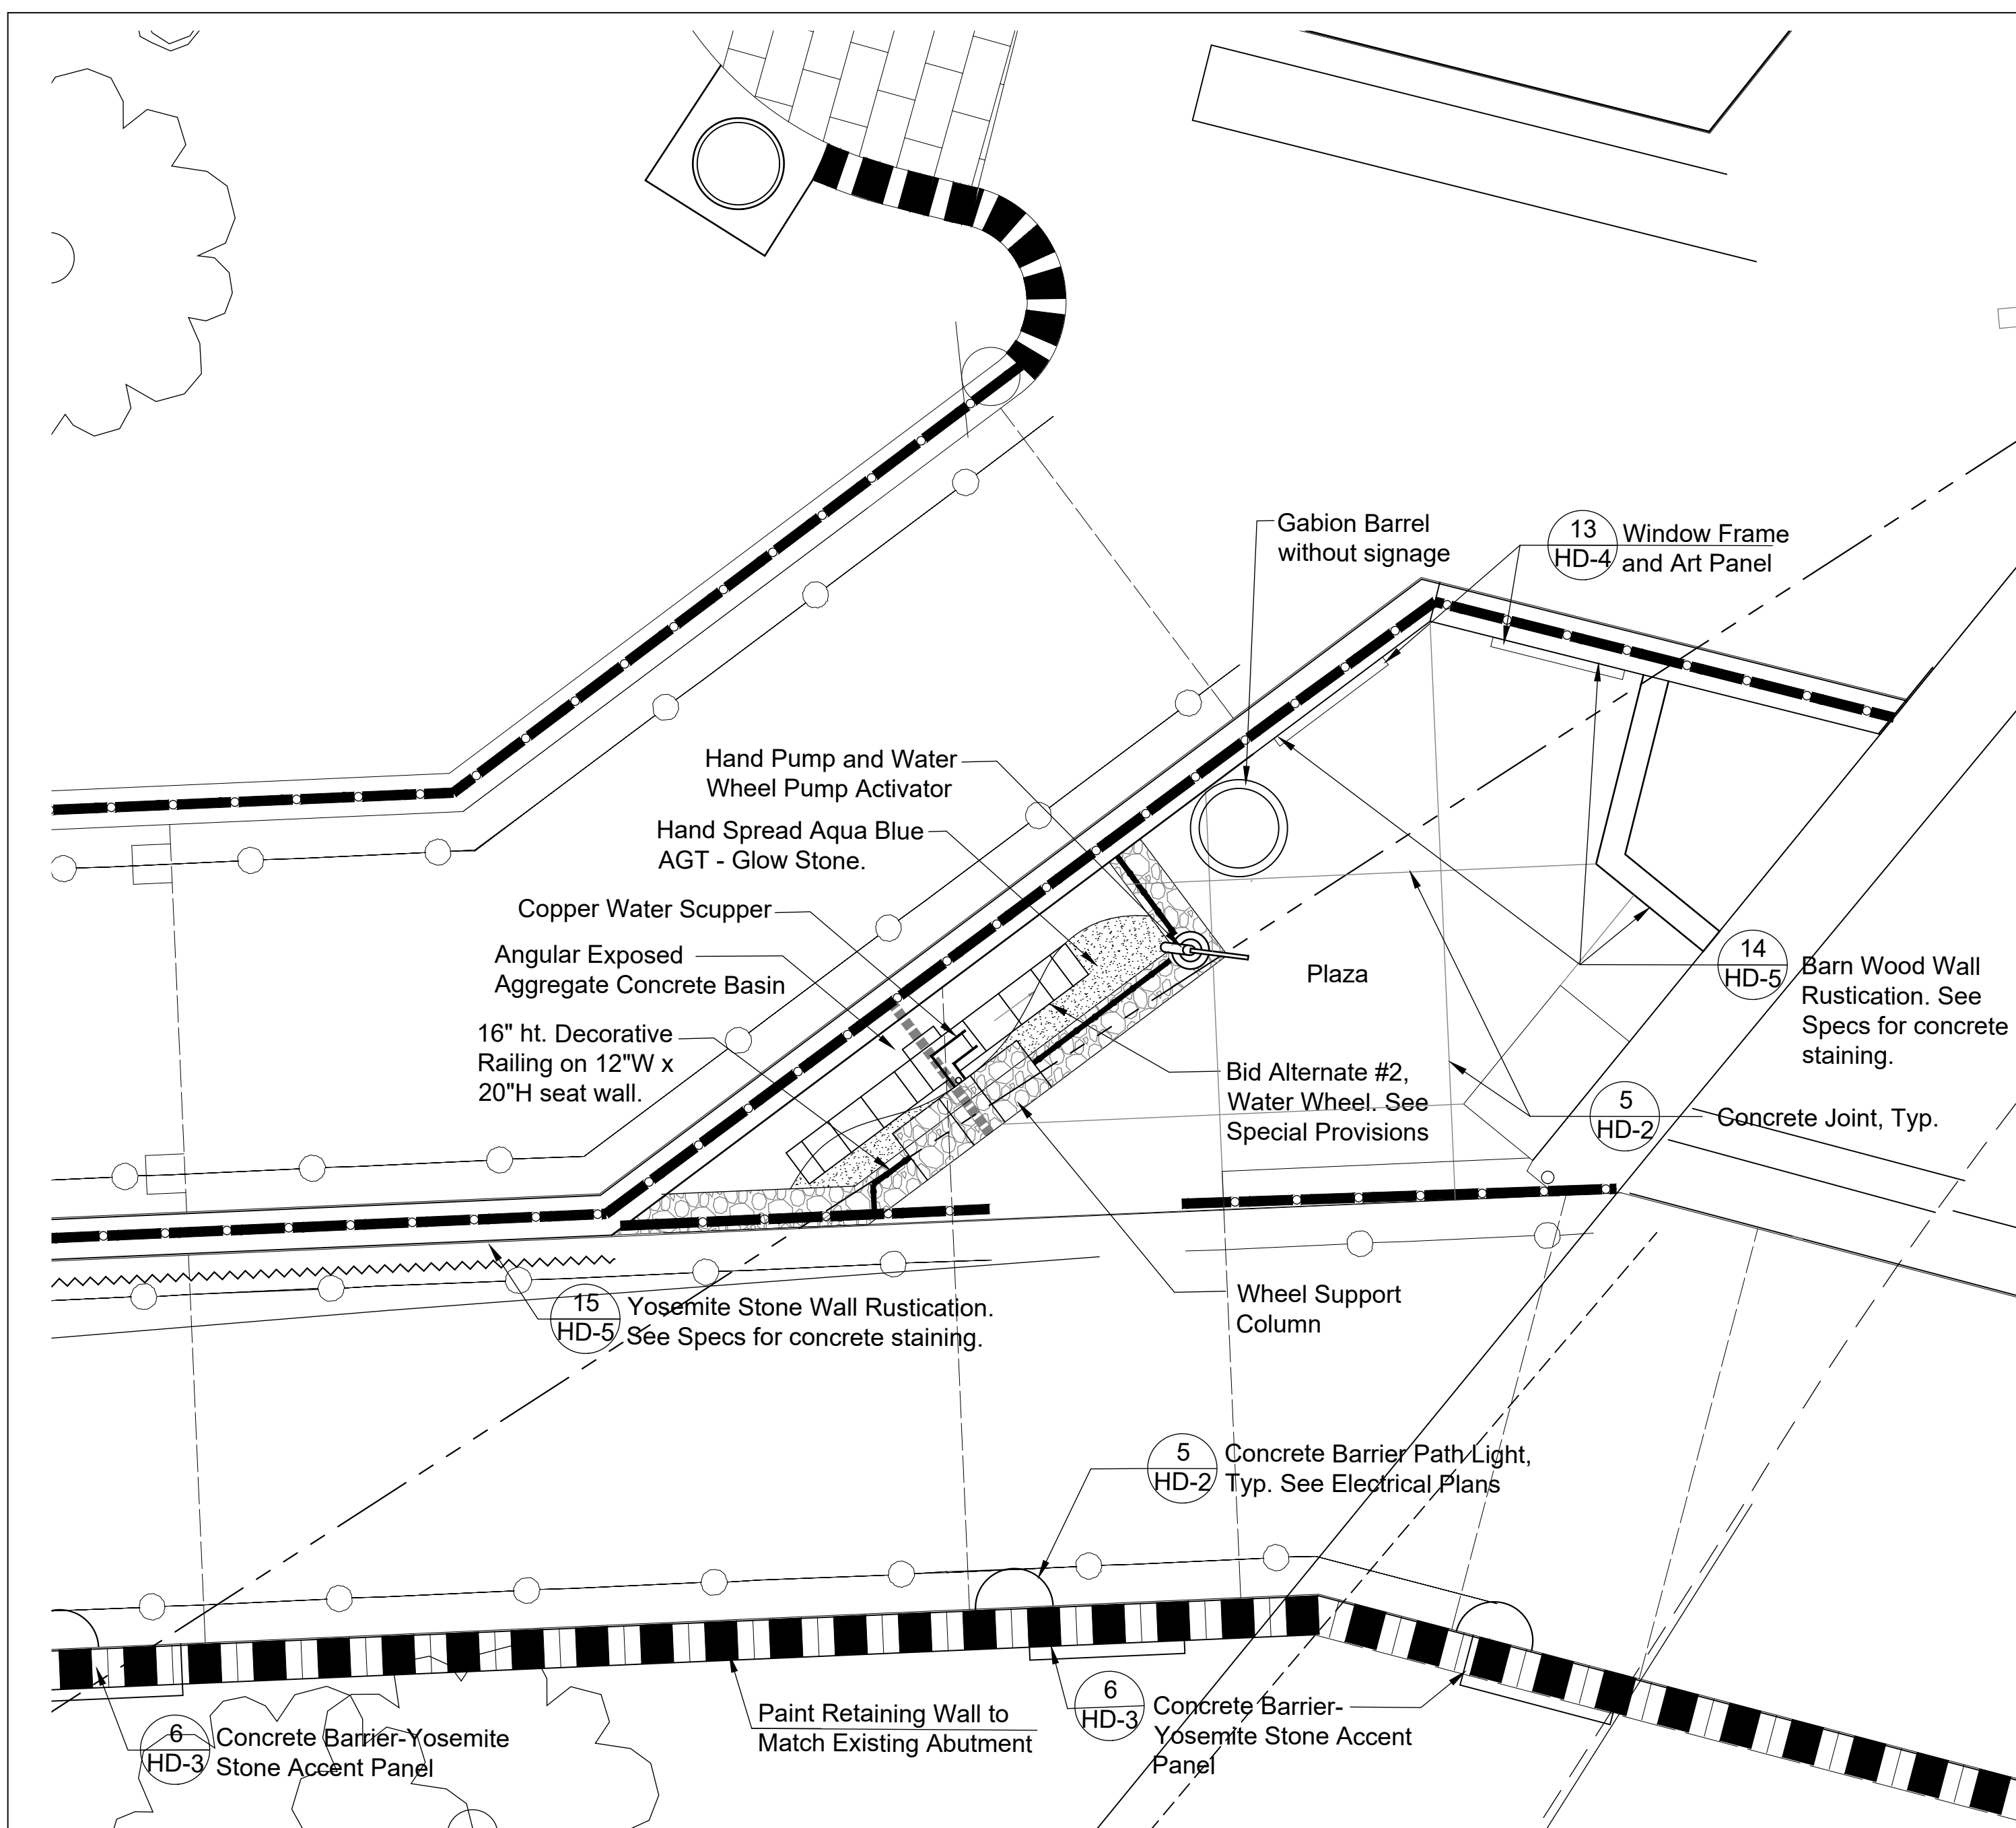 Gabion Barrel
without signage
13
HD-4
Window Frame
and Art Panel
Hand Pump and Water
Wheel Pump Activator
Hand Spread Aqua Blue
AGT - Glow Stone.
Copper Water Scupper
Angular Exposed
Aggregate Concrete Basin
16" ht. Decorative
Railing on 12"W x
20"H seat wall.
Plaza
14
HD-5
Barn Wood Wall
Rustication. See
Specs for concrete
staining.
Bid Alternate #2,
Water Wheel. See
Special Provisions
5
HD-2
Concrete Joint, Typ.
Wheel Support
Column
15
HD-5
Yosemite Stone Wall Rustication.
See Specs for concrete staining.
5
HD-2
Concrete Barrier Path Light,
Typ. See Electrical Plans
6
HD-3
Concrete Barrier-Yosemite
Stone Accent Panel
Paint Retaining Wall to
Match Existing Abutment
6
HD-3
Concrete Barrier-
Yosemite Stone Accent
Panel